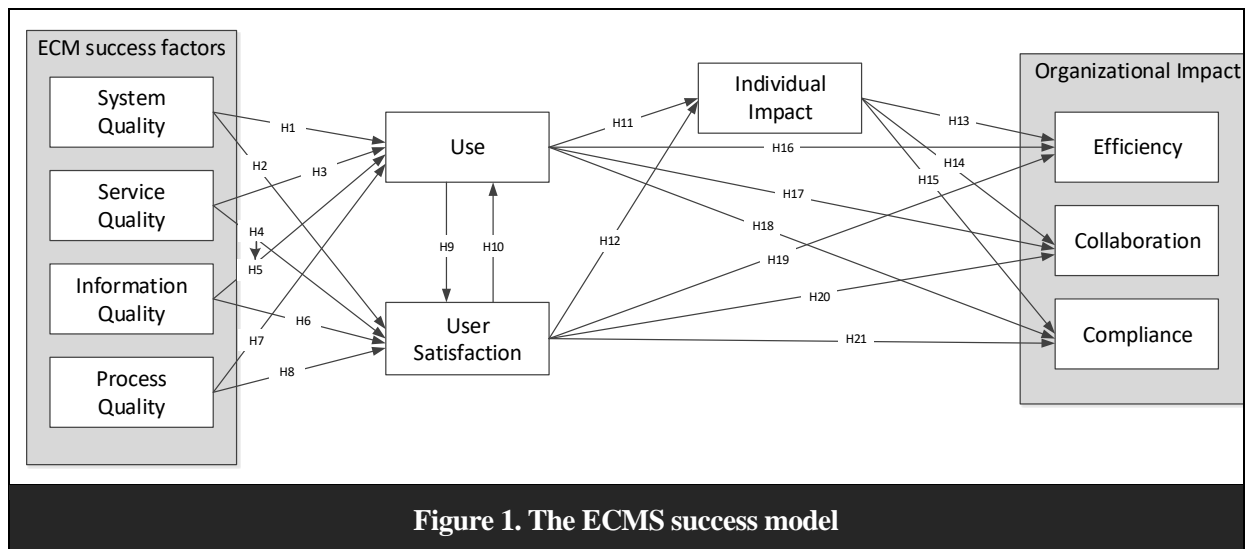 ECM success factors
System
Quality
Service
Quality
Information
Quality
Process
Quality
H1
H2
H3
H4
H5
H6
H7
H8
Use
H9
H10
User
Satisfaction
H11
H12
Individual
Impact
H13
H14
H15
H16
H17
H18
H19
H20
H21
Organizational Impact
Efficiency
Collaboration
Compliance
Figure 1. The ECMS success model